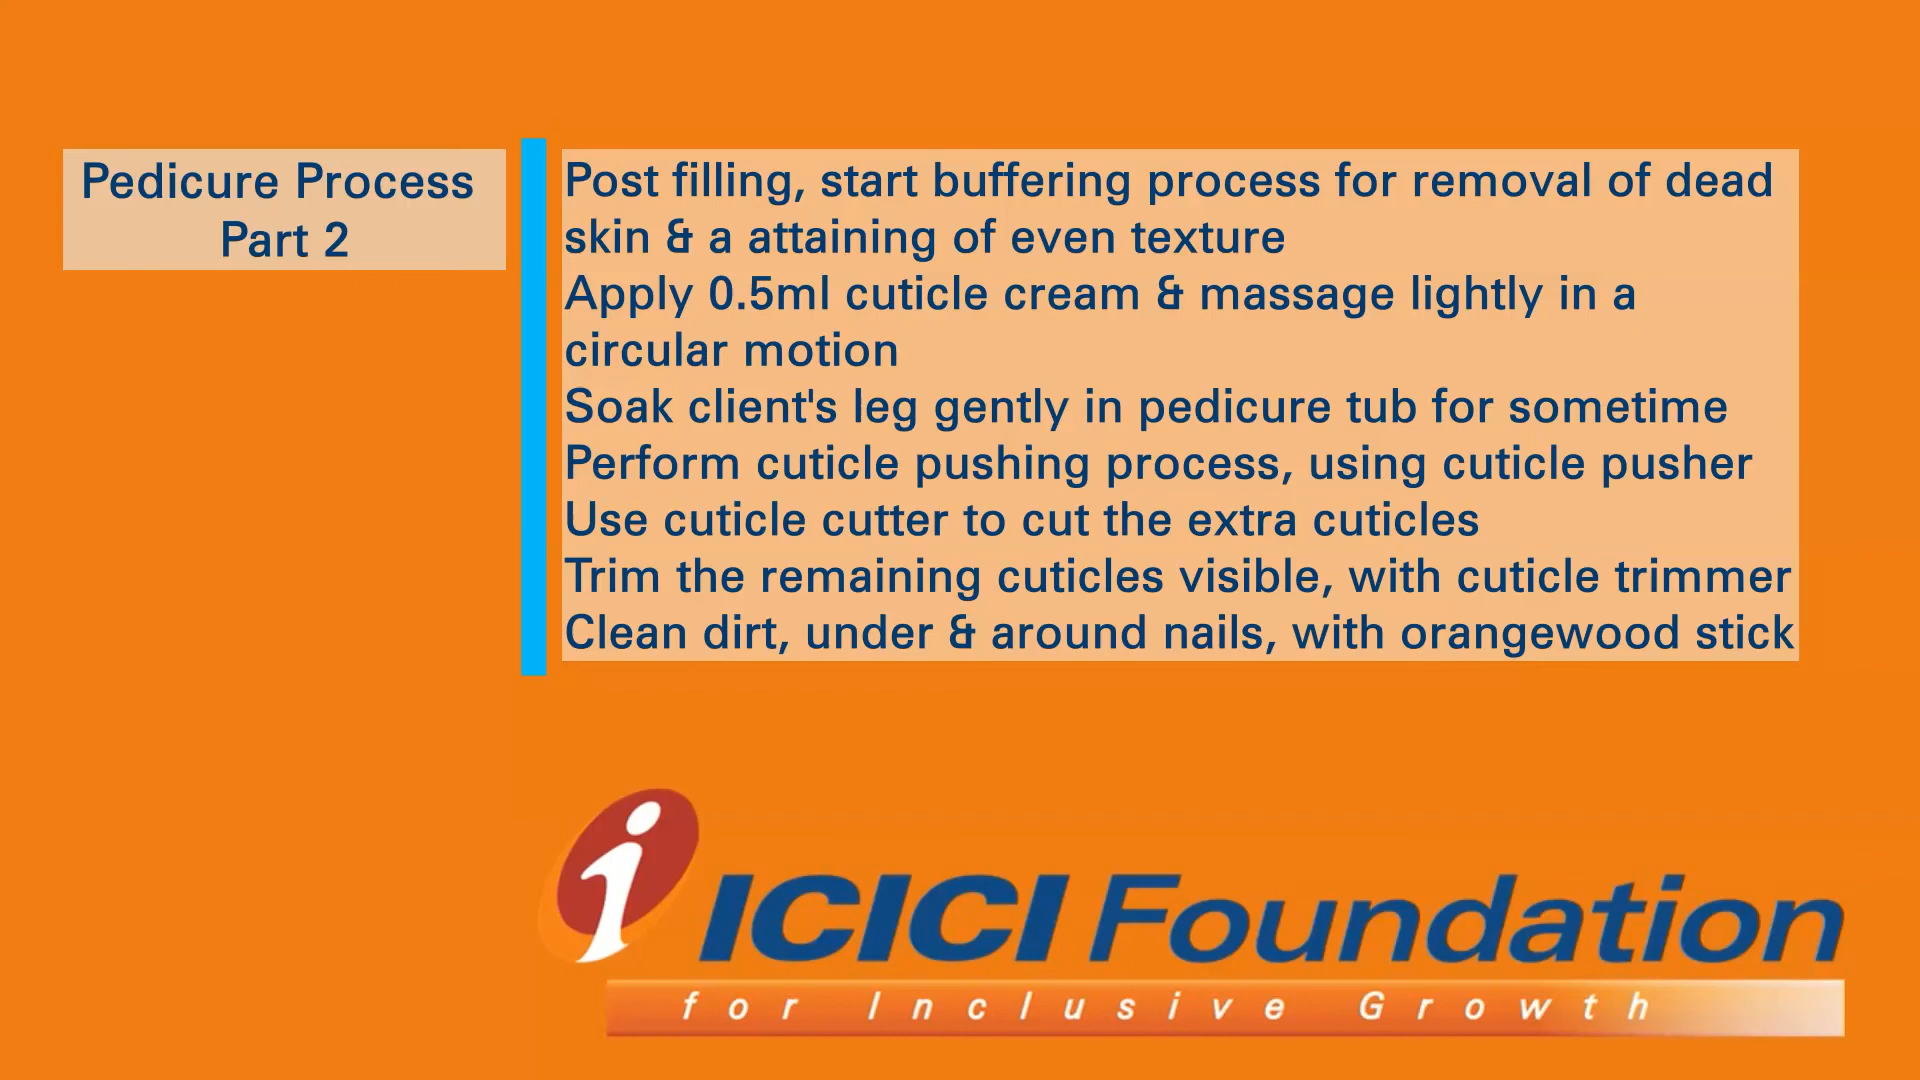 Pedicure Process
Part 2
Post filling, start buffering process for removal of dead
skin & a attaining of even texture
Apply 0.5ml cuticle cream & massage lightly in a
circular motion
Soak client's leg gently in pedicure tub for sometime
Perform cuticle pushing process, using cuticle pusher
Use cuticle cutter to cut the extra cuticles
Trim the remaining cuticles visible, with cuticle trimmer
Clean dirt, under & around nails, with orangewood stick
i ICICI Foundation
for Inclusive Growth